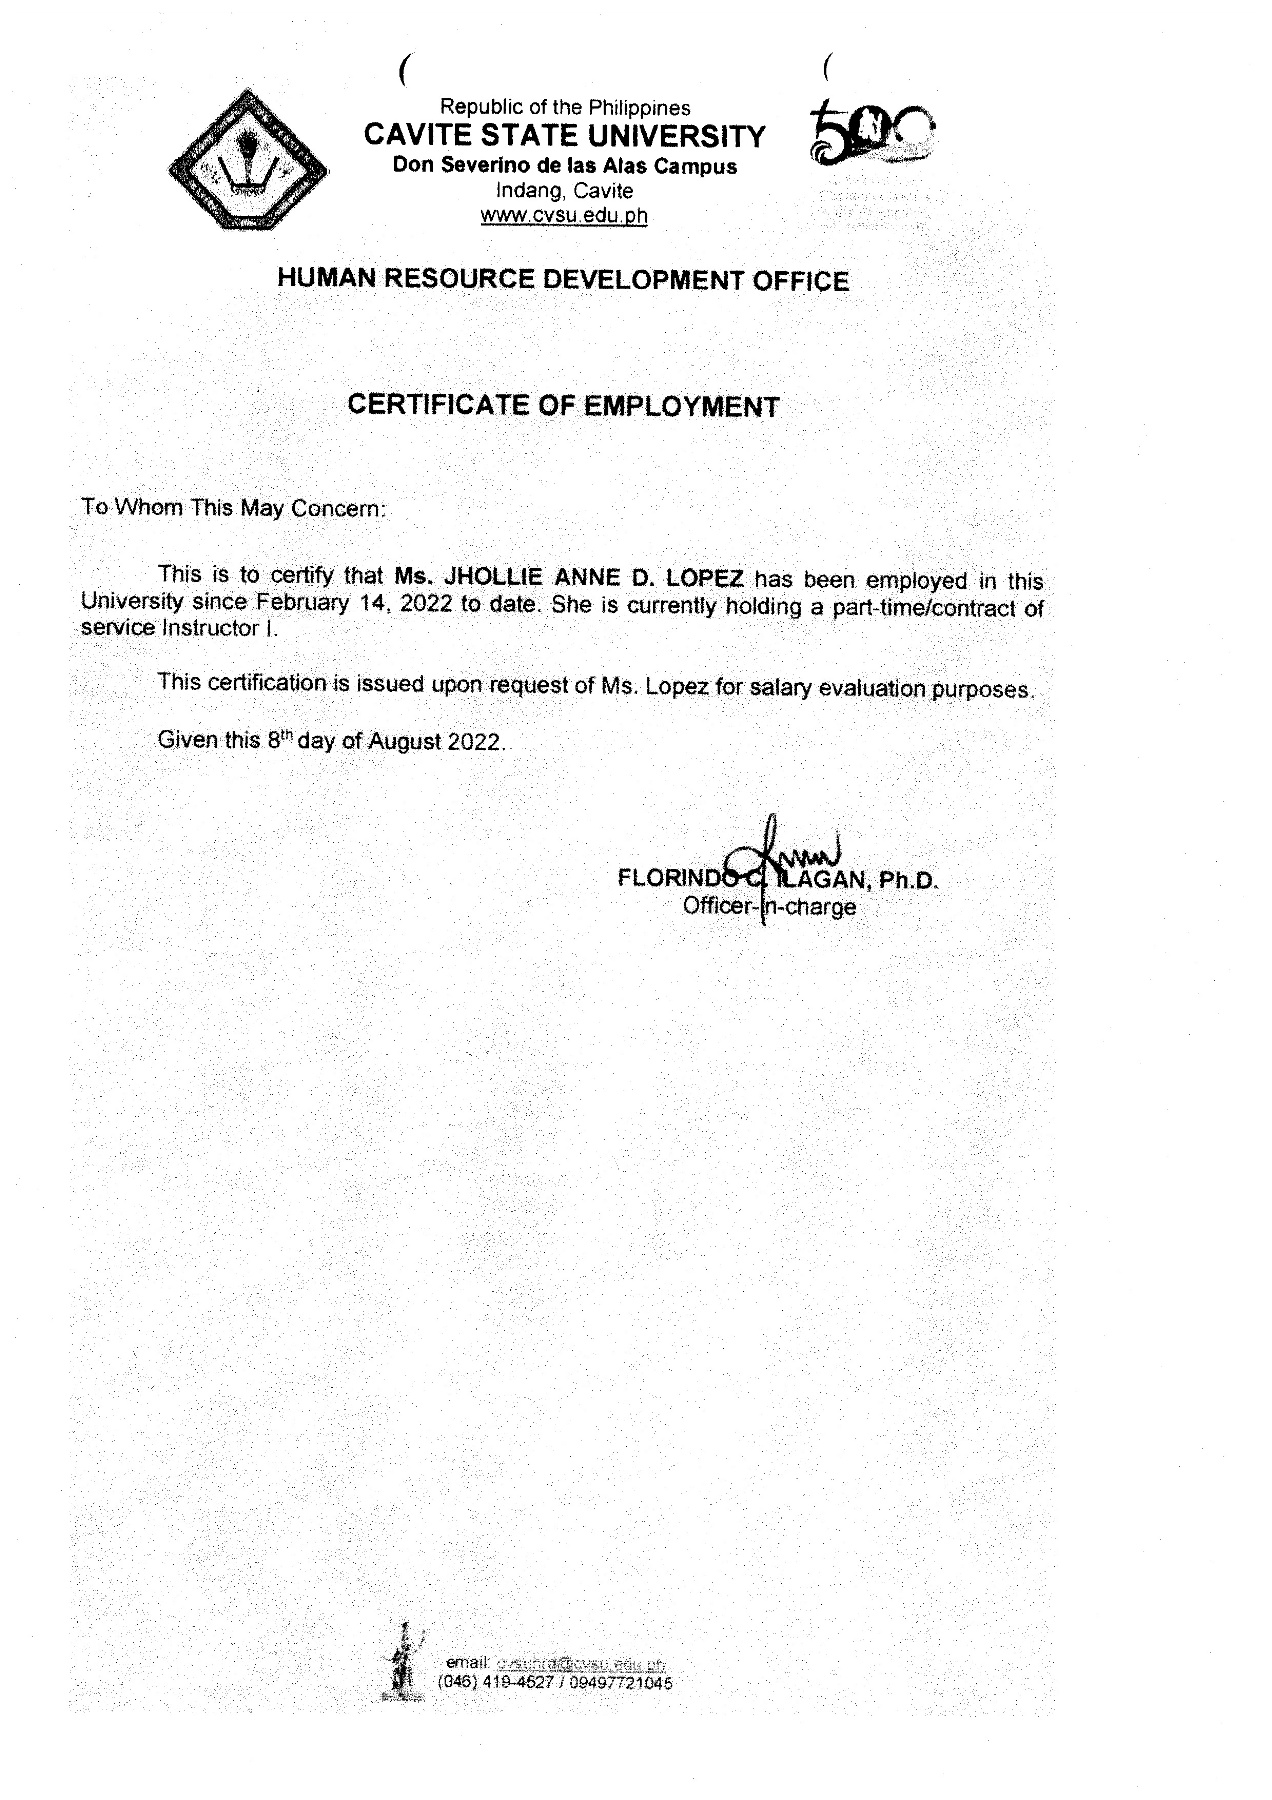 Republic of the Philippines
CAVITE STATE UNIVERSITY
Don Severino de las Alas Campus
Indang, Cavite
www.cvsu.edu.ph
500
HUMAN RESOURCE DEVELOPMENT OFFICE
CERTIFICATE OF EMPLOYMENT
To Whom This May Concern:
This is to certify that Ms. JHOLLIE ANNE D. LOPEZ has been employed in this
University since February 14, 2022 to date. She is currently holding a part-time/contract of
service Instructor I.
This certification is issued upon request of Ms. Lopez for salary evaluation purposes.
Given this 8th day of August 2022.
FLORINDO C. ILAGAN, Ph.D.
Officer-in-charge
email:
(046) 419-4527 / 09497721045